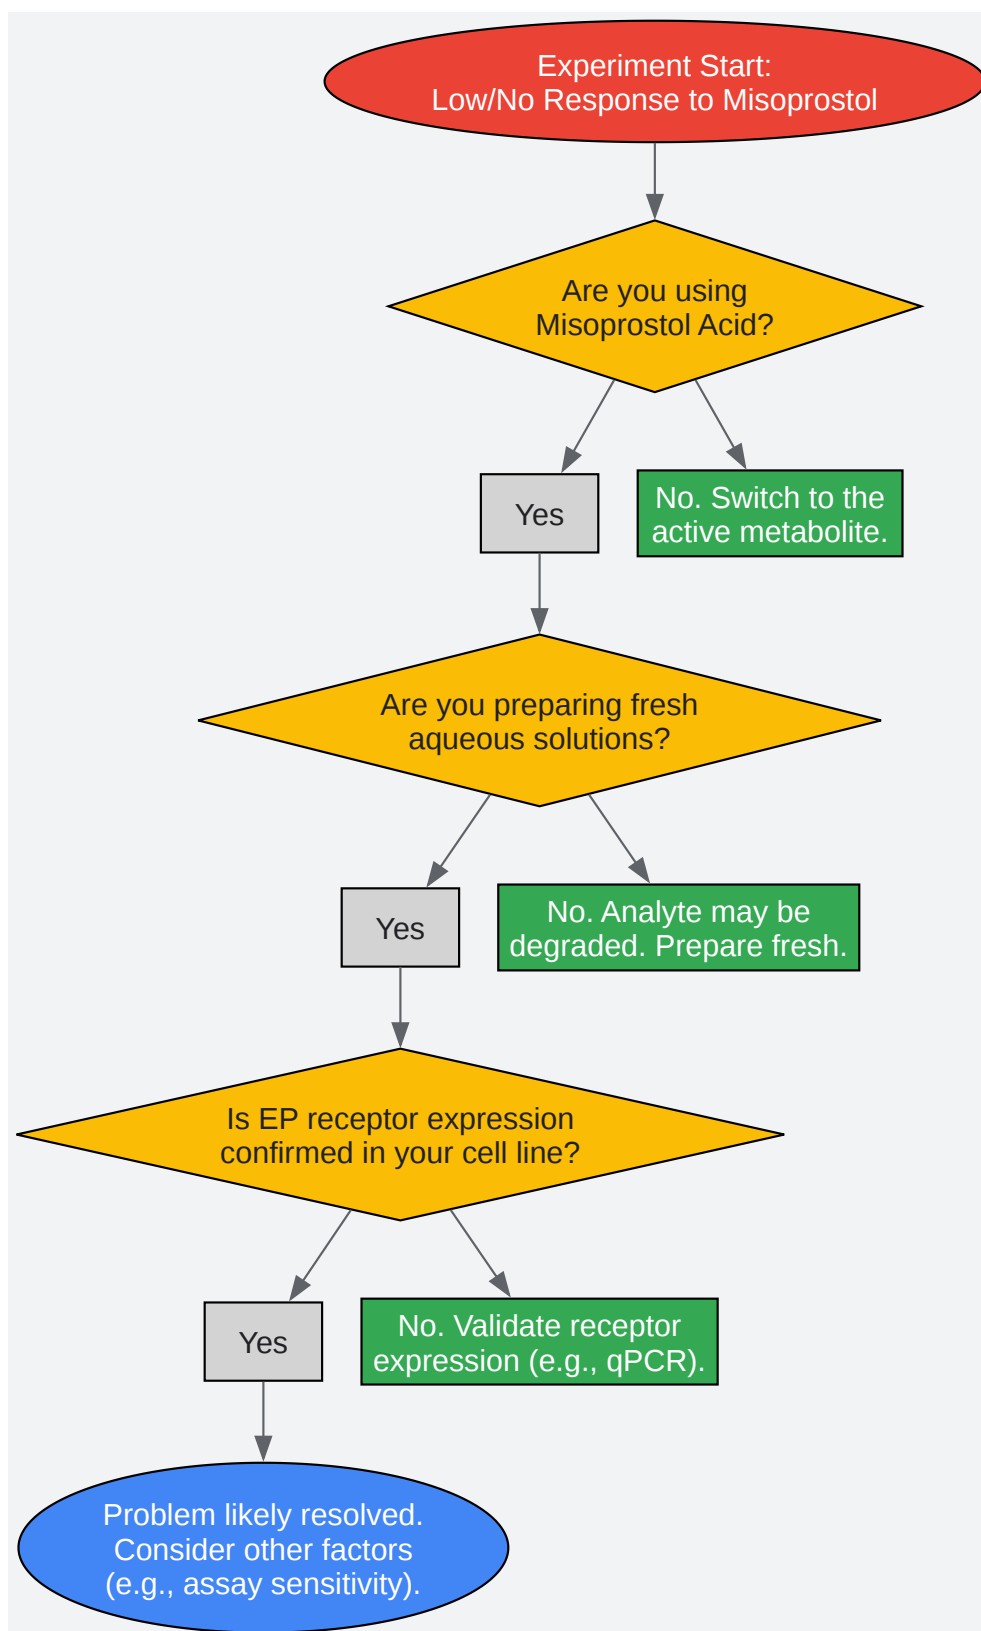 Experiment Start:
Low/No Response to Misoprostol
Are you using
Misoprostol Acid?
Yes
No. Switch to the
active metabolite.
Are you preparing fresh
aqueous solutions?
Yes
No. Analyte may be
degraded. Prepare fresh.
Is EP receptor expression
confirmed in your cell line?
Yes
No. Validate receptor
expression (e.g., qPCR).
Problem likely resolved.
Consider other factors
(e.g., assay sensitivity).